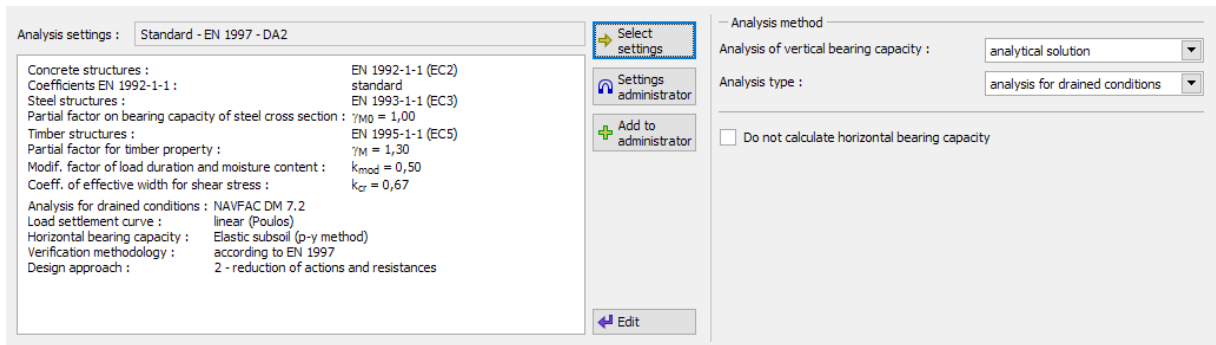 Analysis settings : Standard - EN 1997 - DA2
Concrete structures : EN 1992-1-1 (EC2)
Coefficients EN 1992-1-1 : standard
Steel structures : EN 1993-1-1 (EC3)
Partial factor on bearing capacity of steel cross section : γM0 = 1,00
Timber structures : EN 1995-1-1 (EC5)
Partial factor for timber property : γM = 1,30
Modif. factor of load duration and moisture content : kmod = 0,50
Coeff. of effective width for shear stress : kcr = 0,67
Analysis for drained conditions : NAVFAC DM 7.2
Load settlement curve : linear (Poulos)
Horizontal bearing capacity : Elastic subsoil (p-y method)
Verification methodology : according to EN 1997
Design approach : 2 - reduction of actions and resistances
Select
settings
Settings
administrator
Add to
administrator
Edit
Analysis method
Analysis of vertical bearing capacity : analytical solution
Analysis type : analysis for drained conditions
Do not calculate horizontal bearing capacity